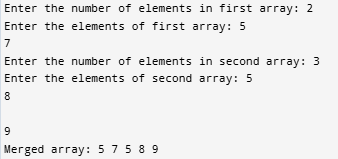 Enter the number of elements in first array: 2
Enter the elements of first array: 5
7
Enter the number of elements in second array: 3
Enter the elements of second array: 5
8
9
Merged array: 5 7 5 8 9